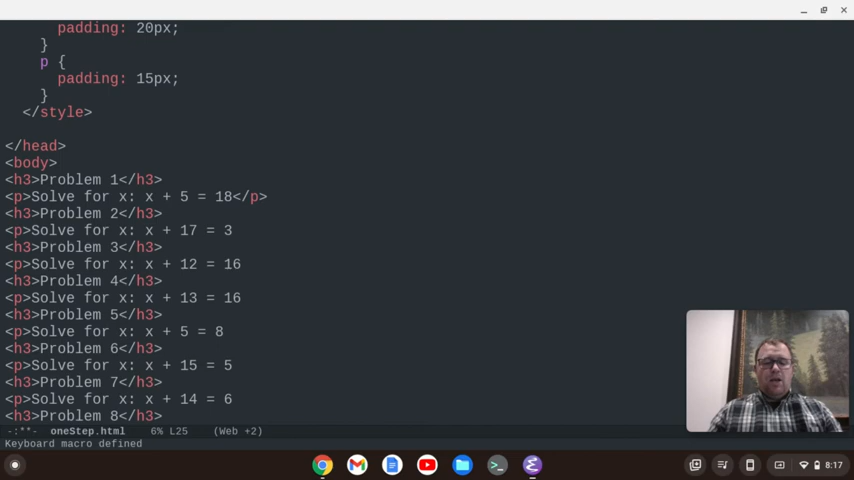 padding: 20px;
}
p {
padding: 15px;
}
</style>
</head>
<body>
<h3>Problem 1</h3>
<p>Solve for x: x + 5 = 18</p>
<h3>Problem 2</h3>
<p>Solve for x: x + 17 = 3
<h3>Problem 3</h3>
<p>Solve for x: x + 12 = 16
<h3>Problem 4</h3>
<p>Solve for x: x + 13 = 16
<h3>Problem 5</h3>
<p>Solve for x: x + 5 = 8
<h3>Problem 6</h3>
<p>Solve for x: x + 15 = 5
<h3>Problem 7</h3>
<p>Solve for x: x + 14 = 6
<h3>Problem 8</h3>
-:**- oneStep.html 6% L25 (Web +2)
Keyboard macro defined
8:17